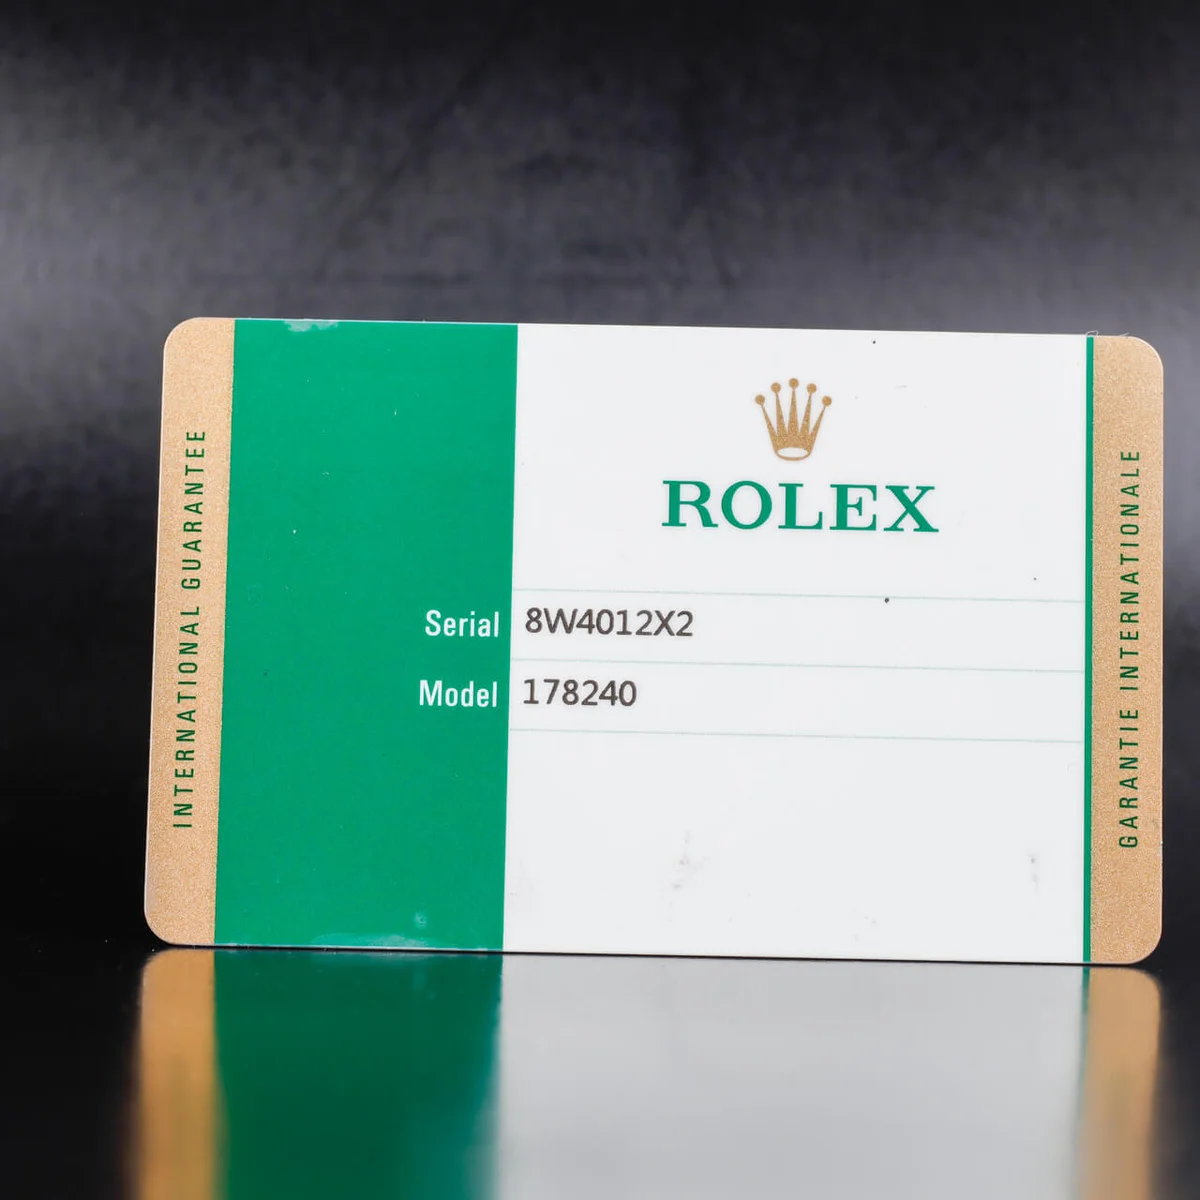 INTERNATIONAL GUARANTEE
ROLEX
Serial 8W4012X2
Model 178240
GARANTIE INTERNATIONALE